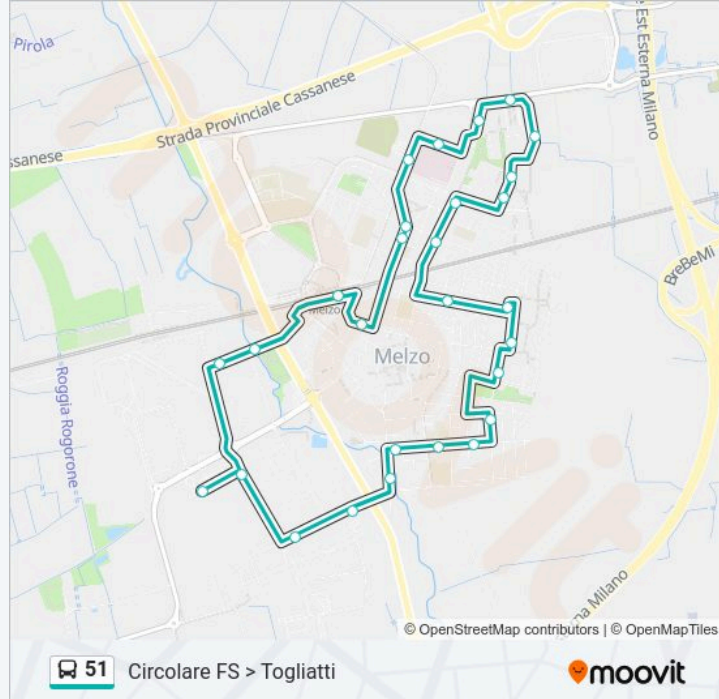 Pirola
Strada Provinciale Cassanese
ssanese
e Est Esterna Milano
BreBeMi
Melzo
Melzo
Roggia Rogorone
rna Milano
© OpenStreetMap contributors | © OpenMapTiles
51 Circolare FS > Togliatti
moovit